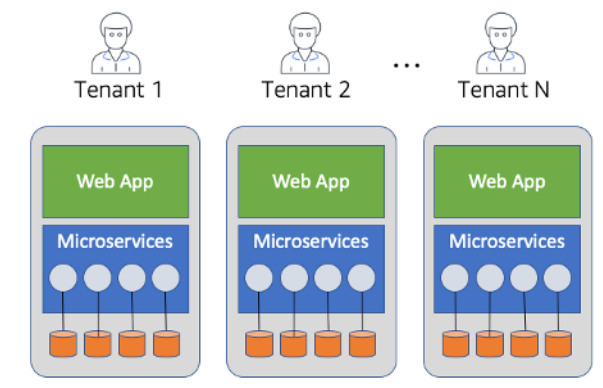 Tenant 1
Tenant 2
...
Tenant N
Web App
Web App
Web App
Microservices
Microservices
Microservices